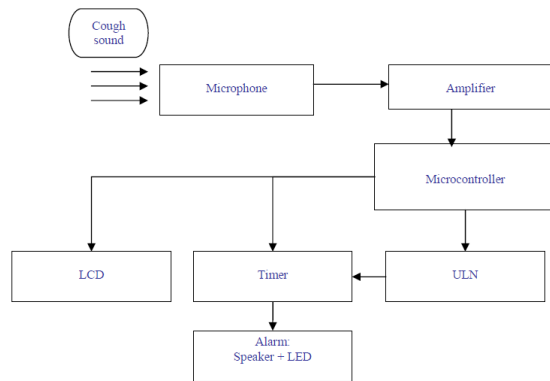 Cough
sound
Microphone
Amplifier
Microcontroller
LCD
Timer
ULN
Alarm:
Speaker + LED